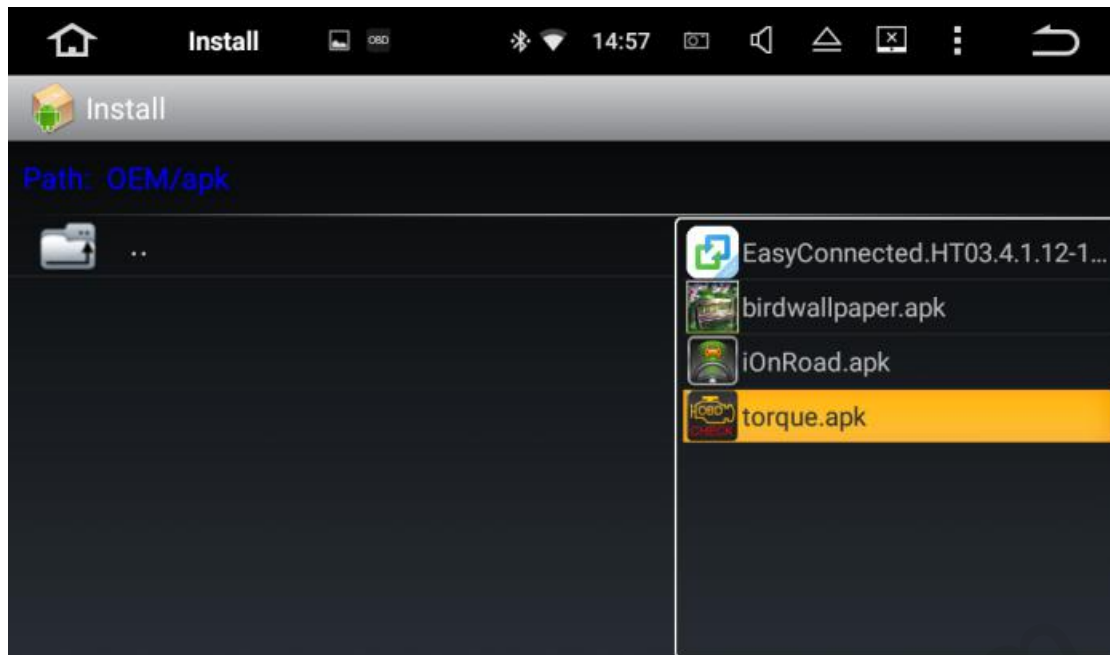 Install OBD 14:57
Install
Path: OEM/apk
..
EasyConnected.HT03.4.1.12-1...
birdwallpaper.apk
iOnRoad.apk
OBD
CHECK
torque.apk